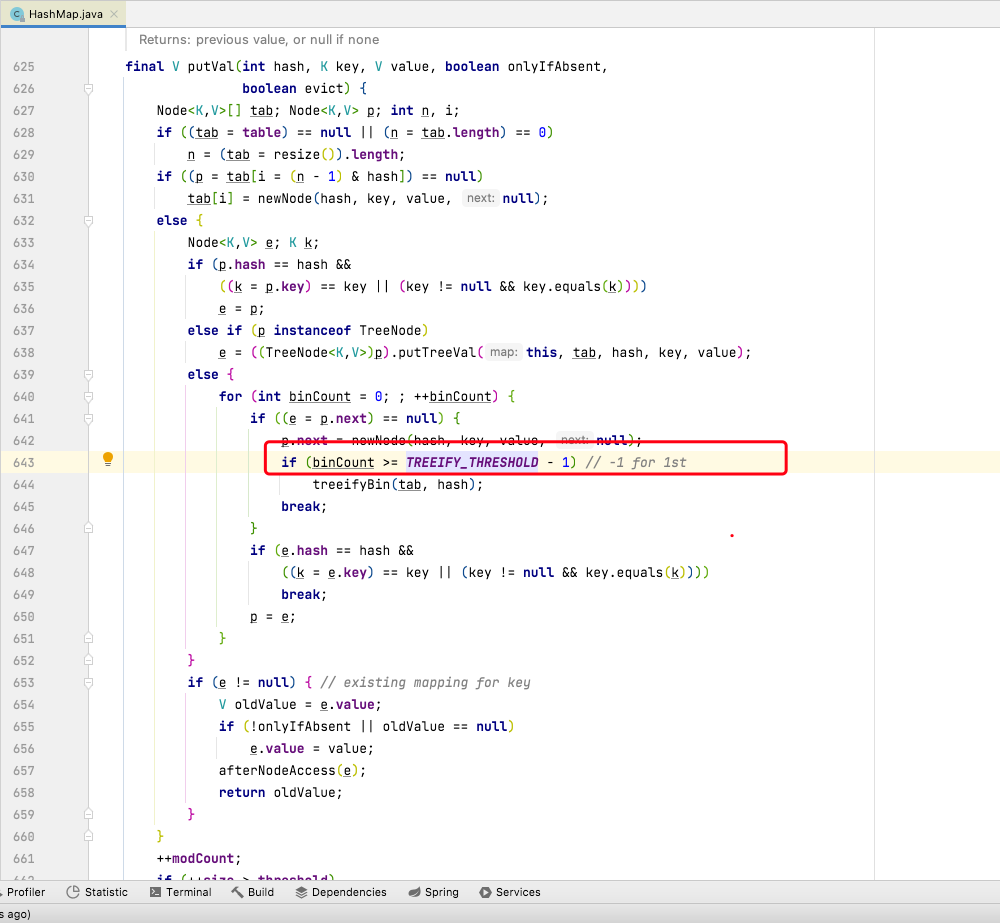 HashMap.java
Returns: previous value, or null if none
625 final V putVal(int hash, K key, V value, boolean onlyIfAbsent,
626 boolean evict) {
627 Node<K,V>[] tab; Node<K,V> p; int n, i;
628 if ((tab = table) == null || (n = tab.length) == 0)
629 n = (tab = resize()).length;
630 if ((p = tab[i = (n - 1) & hash]) == null)
631 tab[i] = newNode(hash, key, value, next: null);
632 else {
633 Node<K,V> e; K k;
634 if (p.hash == hash &&
635 ((k = p.key) == key || (key != null && key.equals(k))))
636 e = p;
637 else if (p instanceof TreeNode)
638 e = ((TreeNode<K,V>)p).putTreeVal( map: this, tab, hash, key, value);
639 else {
640 for (int binCount = 0; ; ++binCount) {
641 if ((e = p.next) == null) {
642 p.next = newNode(hash, key, value, next: null);
643 if (binCount >= TREEIFY_THRESHOLD - 1) // -1 for 1st
644 treeifyBin(tab, hash);
645 break;
646 }
647 if (e.hash == hash &&
648 ((k = e.key) == key || (key != null && key.equals(k))))
649 break;
650 p = e;
651 }
652 }
653 if (e != null) { // existing mapping for key
654 V oldValue = e.value;
655 if (!onlyIfAbsent || oldValue == null)
656 e.value = value;
657 afterNodeAccess(e);
658 return oldValue;
659 }
660 }
661 ++modCount;
662 if (++size > threshold)
Profiler Statistic Terminal Build Dependencies Spring Services
s ago)